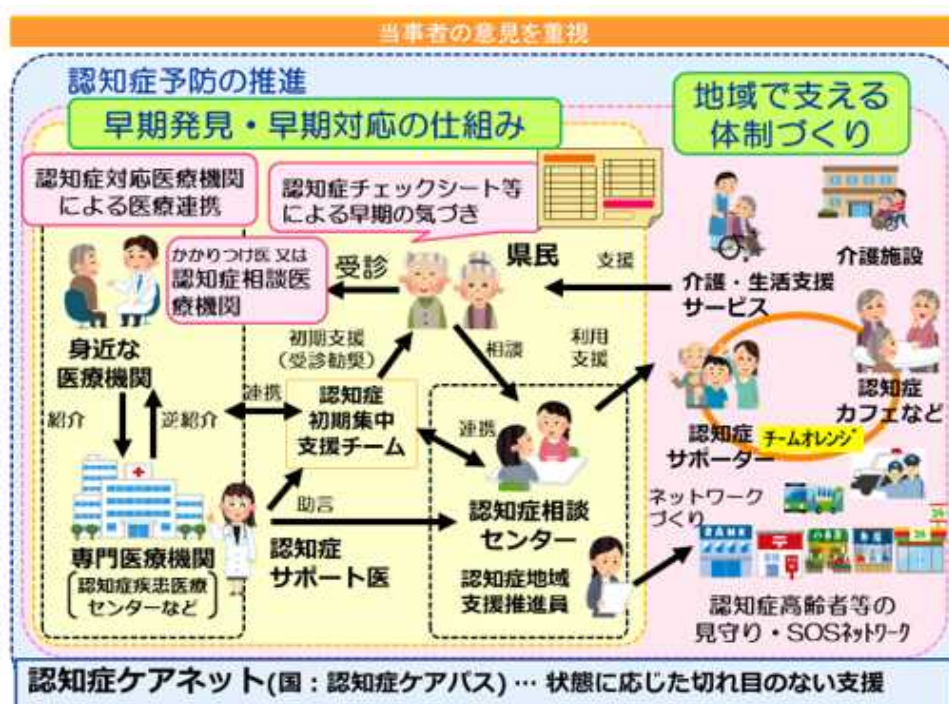 当事者の意見を重視
認知症予防の推進
早期発見・早期対応の仕組み
地域で支える
体制づくり
認知症対応医療機関
による医療連携
認知症チェックシート等
による早期の気づき
かかりつけ医 又は
認知症相談医
療機関
受診
県民
支援
介護・生活支援
サービス
介護施設
身近な
医療機関
初期支援
(受診勧奨)
相談
利用
支援
紹介
逆紹介
連携
認知症
初期集中
支援チーム
連携
認知症
カフェなど
認知症
サポーター
チームオレンジ
専門医療機関
認知症疾患医療
センターなど
助言
認知症
サポート医
認知症相談
センター
認知症地域
支援推進員
ネットワーク
づくり
BANK
認知症高齢者等の
見守り・SOSネットワーク
認知症ケアネット(国:認知症ケアパス) … 状態に応じた切れ目のない支援